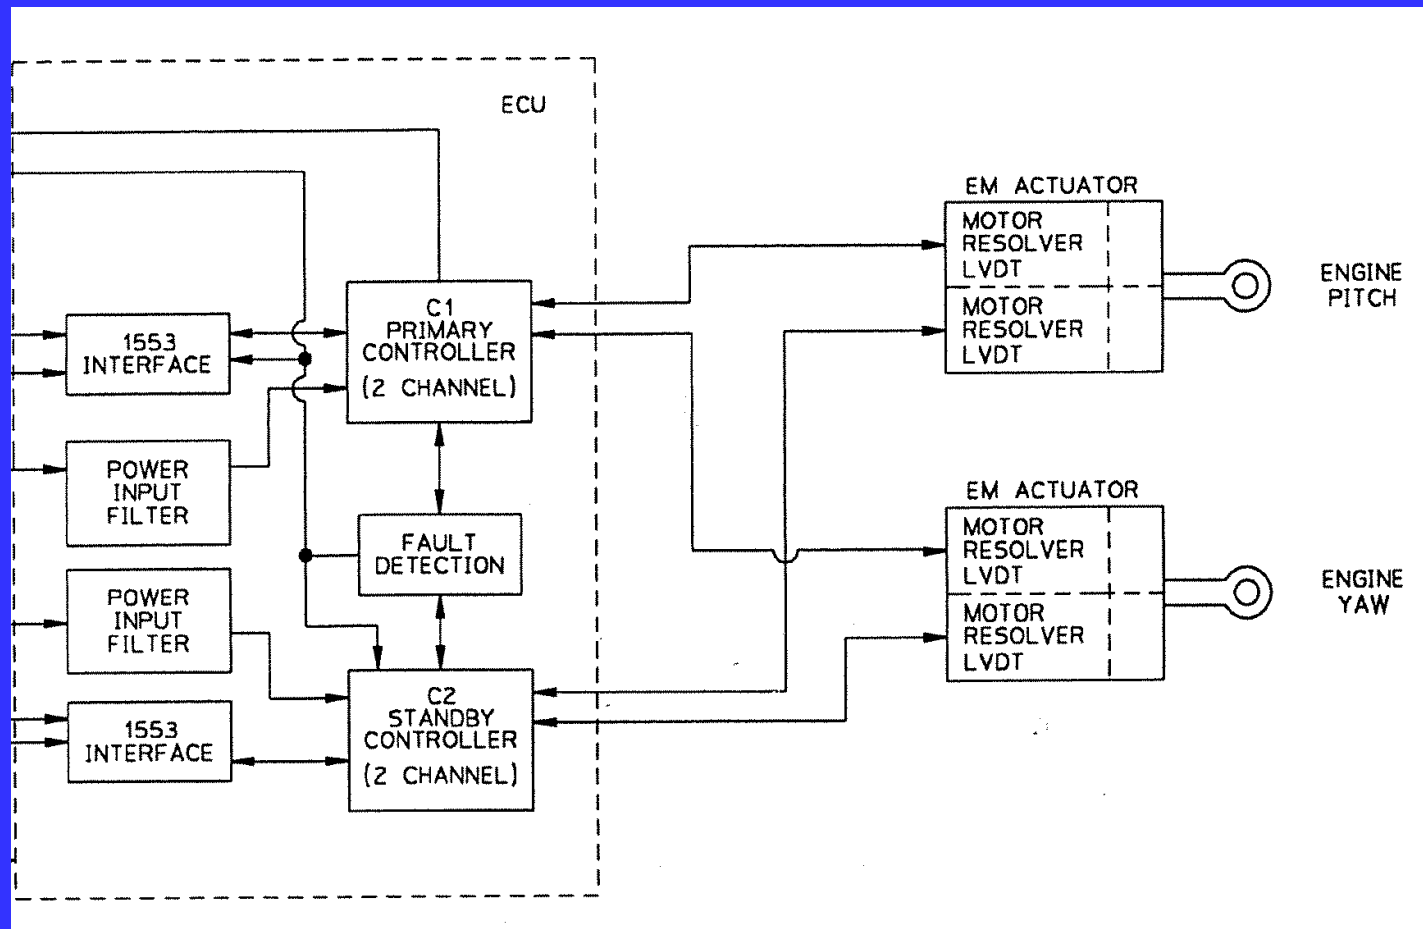 ECU
1553
INTERFACE
POWER
INPUT
FILTER
POWER
INPUT
FILTER
1553
INTERFACE
C1
PRIMARY
CONTROLLER
(2 CHANNEL)
FAULT
DETECTION
C2
STANDBY
CONTROLLER
(2 CHANNEL)
EM ACTUATOR
MOTOR
RESOLVER
LVDT
MOTOR
RESOLVER
LVDT
ENGINE
PITCH
EM ACTUATOR
MOTOR
RESOLVER
LVDT
MOTOR
RESOLVER
LVDT
ENGINE
YAW